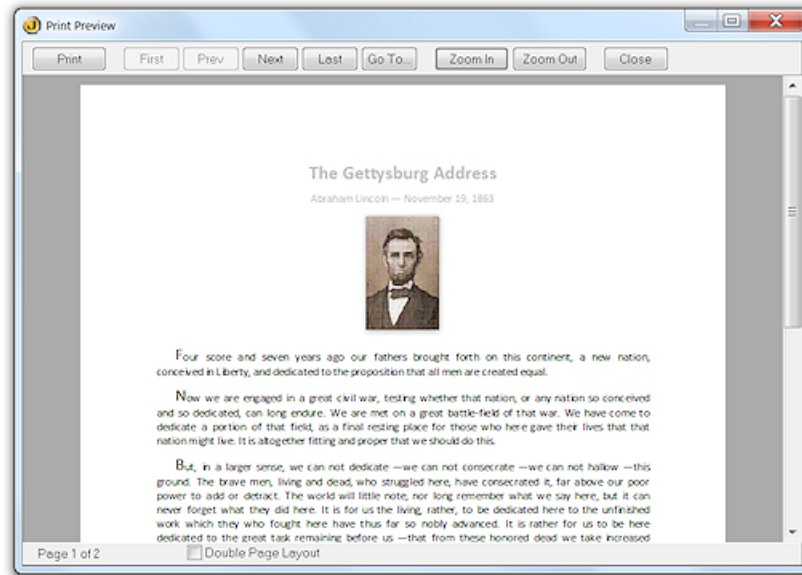 Print Preview
Print First Prev Next Last Go To... Zoom In Zoom Out Close
The Gettysburg Address
Abraham Lincoln — November 19, 1863
Four score and seven years ago our fathers brought forth on this continent, a new nation,
conceived in Liberty, and dedicated to the proposition that all men are created equal.
Now we are engaged in a great civil war, testing whether that nation, or any nation so conceived
and so dedicated, can long endure. We are met on a great battle-field of that war. We have come to
dedicate a portion of that field, as a final resting place for those who here gave their lives that that
nation might live. It is altogether fitting and proper that we should do this.
But, in a larger sense, we can not dedicate —we can not consecrate —we can not hallow —this
ground. The brave men, living and dead, who struggled here, have consecrated it, far above our poor
power to add or detract. The world will little note, nor long remember what we say here, but it can
never forget what they did here. It is for us the living, rather, to be dedicated here to the unfinished
work which they who fought here have thus far so nobly advanced. It is rather for us to be here
dedicated to the great task remaining before us —that from these honored dead we take increased
Page 1 of 2 Double Page Layout